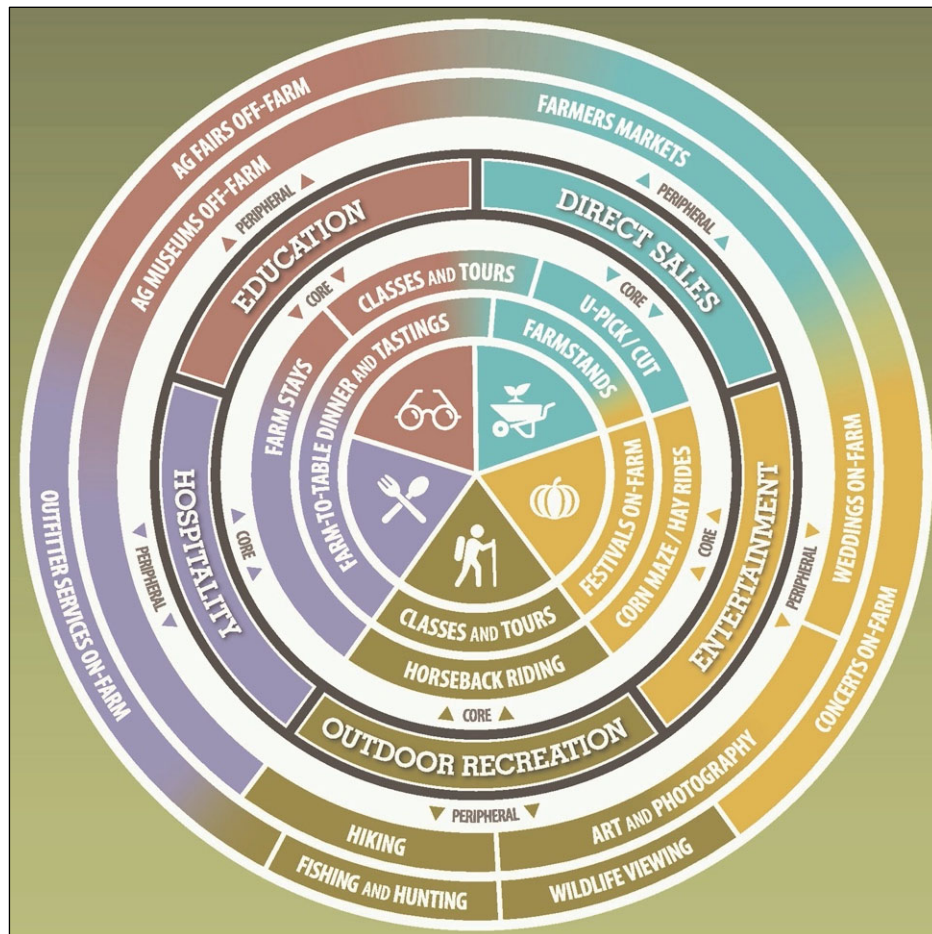 AG FAIRS OFF-FARM
AG MUSEUMS OFF-FARM
FARMERS MARKETS
▲ PERIPHERAL ▲
▲ PERIPHERAL ▲
EDUCATION
DIRECT SALES
▼ CORE ▼
▼ CORE ▼
CLASSES AND TOURS
U-PICK / CUT
FARM STAYS
FARM-TO-TABLE DINNER AND TASTINGS
FARMSTANDS
HOSPITALITY
ENTERTAINMENT
▲ CORE ▲
▲ CORE ▲
FESTIVALS ON-FARM
CORN MAZE / HAY RIDES
WEDDINGS ON-FARM
CONCERTS ON-FARM
OUTFITTER SERVICES ON-FARM
▼ PERIPHERAL ▼
▼ PERIPHERAL ▼
CLASSES AND TOURS
HORSEBACK RIDING
▲ CORE ▲
OUTDOOR RECREATION
▼ PERIPHERAL ▼
HIKING
ART AND PHOTOGRAPHY
FISHING AND HUNTING
WILDLIFE VIEWING